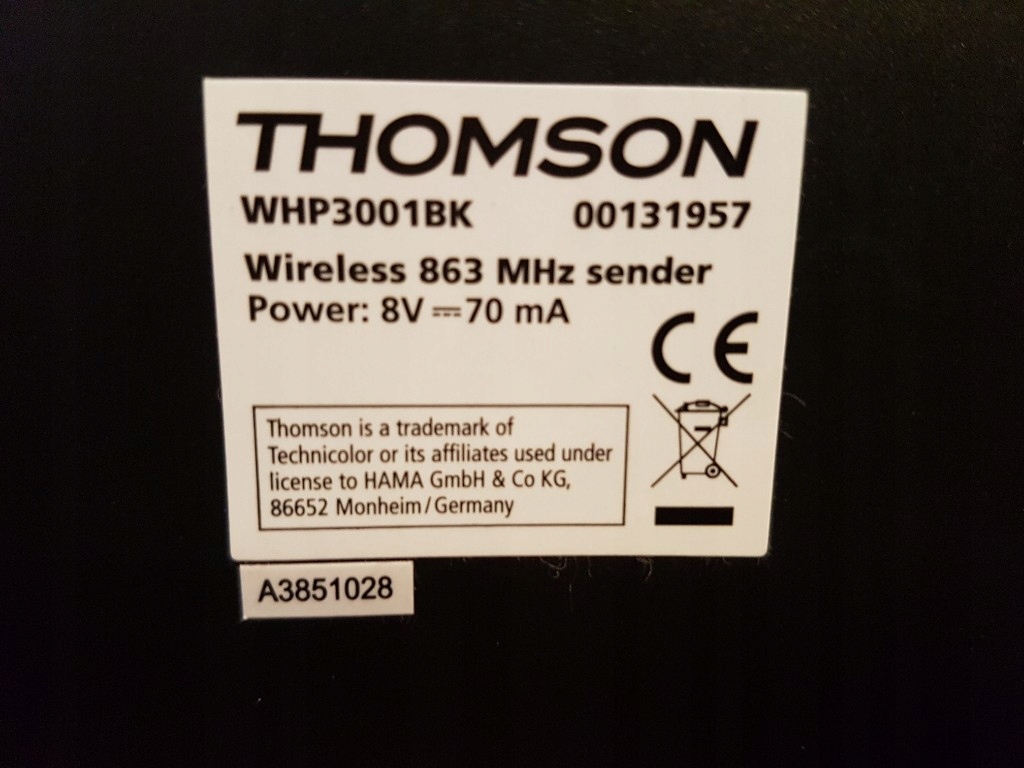 THOMSON
WHP3001BK 00131957
Wireless 863 MHz sender
Power: 8V ⎓ 70 mA
CE
Thomson is a trademark of
Technicolor or its affiliates used under
license to HAMA GmbH & Co KG,
86652 Monheim/Germany
A3851028